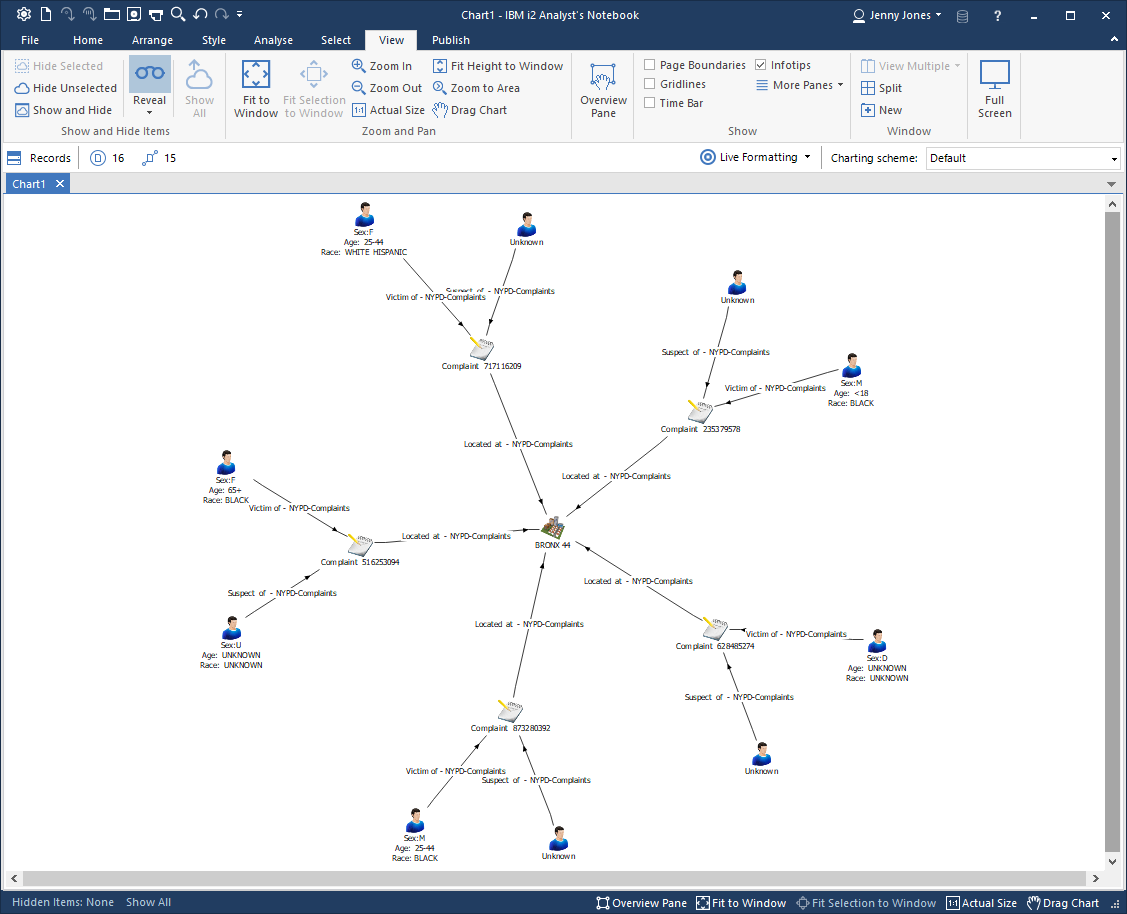 Chart1 - IBM i2 Analyst's Notebook
Jenny Jones
?
File Home Arrange Style Analyse Select View Publish
Hide Selected
Hide Unselected
Show and Hide
Reveal
Show All
Show and Hide Items
Fit to Window
Fit Selection to Window
Zoom In
Zoom Out
1:1 Actual Size
Fit Height to Window
Zoom to Area
Drag Chart
Zoom and Pan
Overview Pane
Page Boundaries
Gridlines
Time Bar
Infotips
More Panes
Show
View Multiple
Split
New
Window
Full Screen
Records 16 15
Live Formatting
Charting scheme: Default
Chart1
Sex:F
Age: 25-44
Race: WHITE HISPANIC
Unknown
Suspect of - NYPD-Complaints
Victim of - NYPD-Complaints
Complaint 717116209
Unknown
Suspect of - NYPD-Complaints
Victim of - NYPD-Complaints
Sex:M
Age: <18
Race: BLACK
Complaint 235379578
Located at - NYPD-Complaints
Located at - NYPD-Complaints
Sex:F
Age: 65+
Race: BLACK
Victim of - NYPD-Complaints
Located at - NYPD-Complaints
BRONX 44
Complaint 516253094
Suspect of - NYPD-Complaints
Sex:U
Age: UNKNOWN
Race: UNKNOWN
Located at - NYPD-Complaints
Located at - NYPD-Complaints
Victim of - NYPD-Complaints
Complaint 628485274
Sex:D
Age: UNKNOWN
Race: UNKNOWN
Suspect of - NYPD-Complaints
Unknown
Complaint 873280392
Victim of - NYPD-Complaints
Suspect of - NYPD-Complaints
Sex:M
Age: 25-44
Race: BLACK
Unknown
Hidden Items: None Show All
Overview Pane Fit to Window Fit Selection to Window 1:1 Actual Size Drag Chart